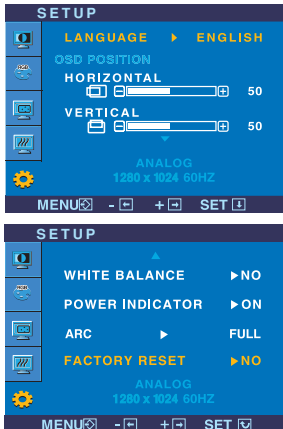 SETUP
LANGUAGE ENGLISH
OSD POSITION
HORIZONTAL
50
VERTICAL
50
ANALOG
1280 x 1024 60HZ
MENU - + SET
SETUP
WHITE BALANCE NO
POWER INDICATOR ON
ARC FULL
FACTORY RESET NO
ANALOG
1280 x 1024 60HZ
MENU - + SET